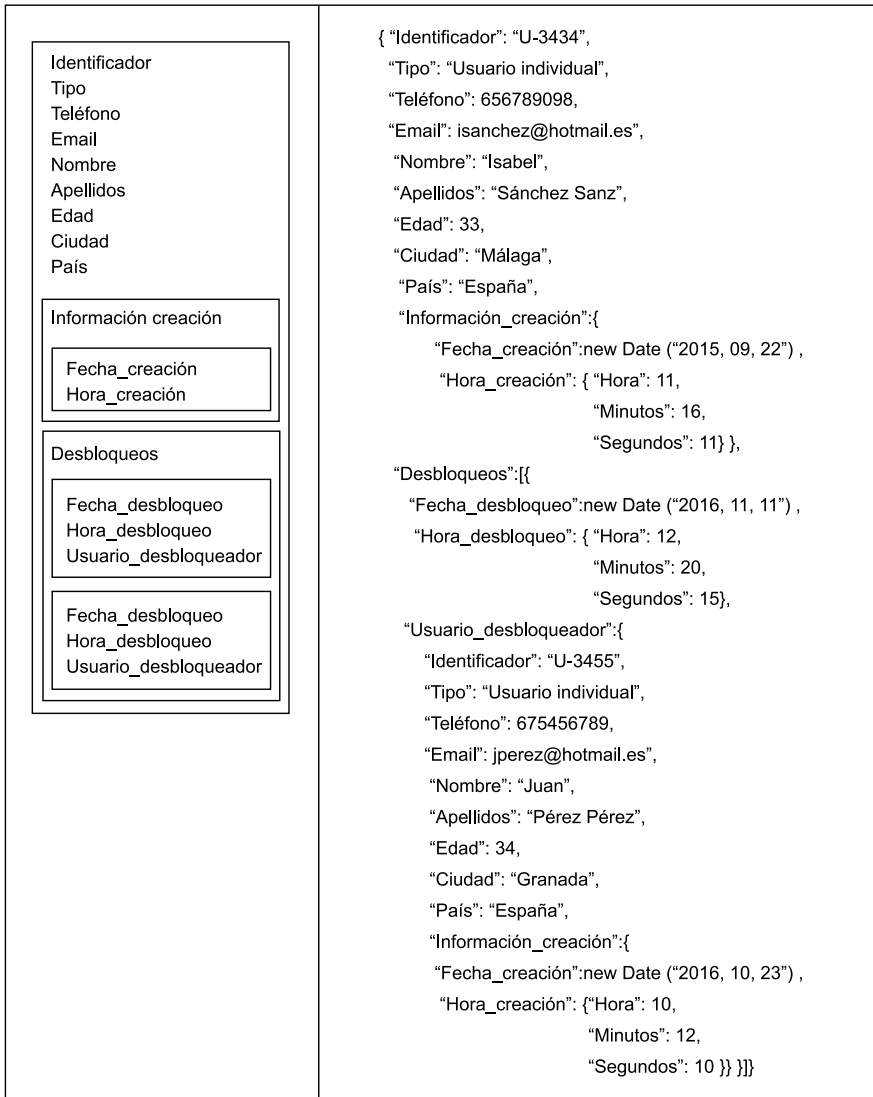 Identificador
Tipo
Teléfono
Email
Nombre
Apellidos
Edad
Ciudad
País
Información creación
Fecha_creación
Hora_creación
Desbloqueos
Fecha_desbloqueo
Hora_desbloqueo
Usuario_desbloqueador
Fecha_desbloqueo
Hora_desbloqueo
Usuario_desbloqueador
{ “Identificador”: “U-3434”,
“Tipo”: “Usuario individual”,
“Teléfono”: 656789098,
“Email”: isanchez@hotmail.es”,
“Nombre”: “Isabel”,
“Apellidos”: “Sánchez Sanz”,
“Edad”: 33,
“Ciudad”: “Málaga”,
“País”: “España”,
“Información_creación”:{
“Fecha_creación”:new Date (“2015, 09, 22”) ,
“Hora_creación”: { “Hora”: 11,
“Minutos”: 16,
“Segundos”: 11} },
“Desbloqueos”:[{
“Fecha_desbloqueo”:new Date (“2016, 11, 11”) ,
“Hora_desbloqueo”: { “Hora”: 12,
“Minutos”: 20,
“Segundos”: 15},
“Usuario_desbloqueador”:{
“Identificador”: “U-3455”,
“Tipo”: “Usuario individual”,
“Teléfono”: 675456789,
“Email”: jperez@hotmail.es”,
“Nombre”: “Juan”,
“Apellidos”: “Pérez Pérez”,
“Edad”: 34,
“Ciudad”: “Granada”,
“País”: “España”,
“Información_creación”:{
“Fecha_creación”:new Date (“2016, 10, 23”) ,
“Hora_creación”: {“Hora”: 10,
“Minutos”: 12,
“Segundos”: 10 }} }]}